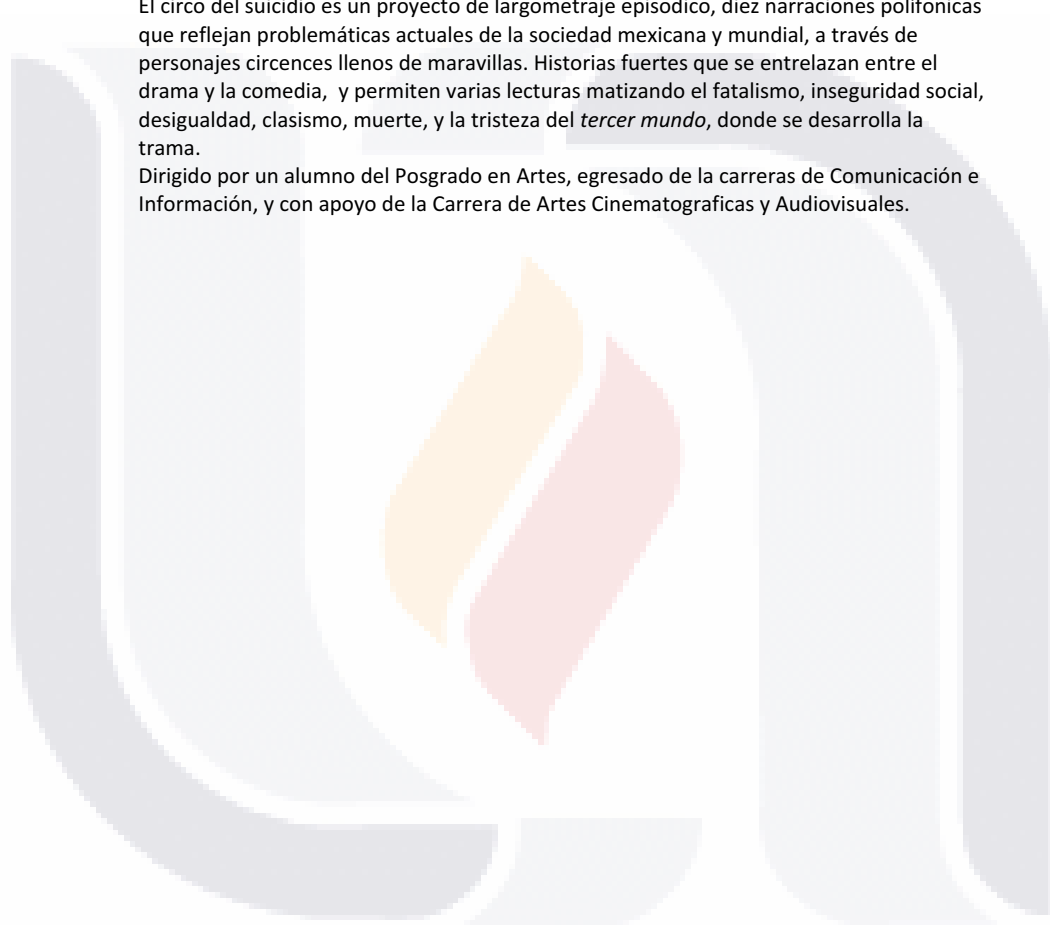 El circo del suicidio es un proyecto de largometraje episódico, diez narraciones polifónicas
que reflejan problemáticas actuales de la sociedad mexicana y mundial, a través de
personajes circences llenos de maravillas. Historias fuertes que se entrelazan entre el
drama y la comedia,  y permiten varias lecturas matizando el fatalismo, inseguridad social,
desigualdad, clasismo, muerte, y la tristeza del tercer mundo, donde se desarrolla la
trama.
Dirigido por un alumno del Posgrado en Artes, egresado de la carreras de Comunicación e
Información, y con apoyo de la Carrera de Artes Cinematograficas y Audiovisuales.